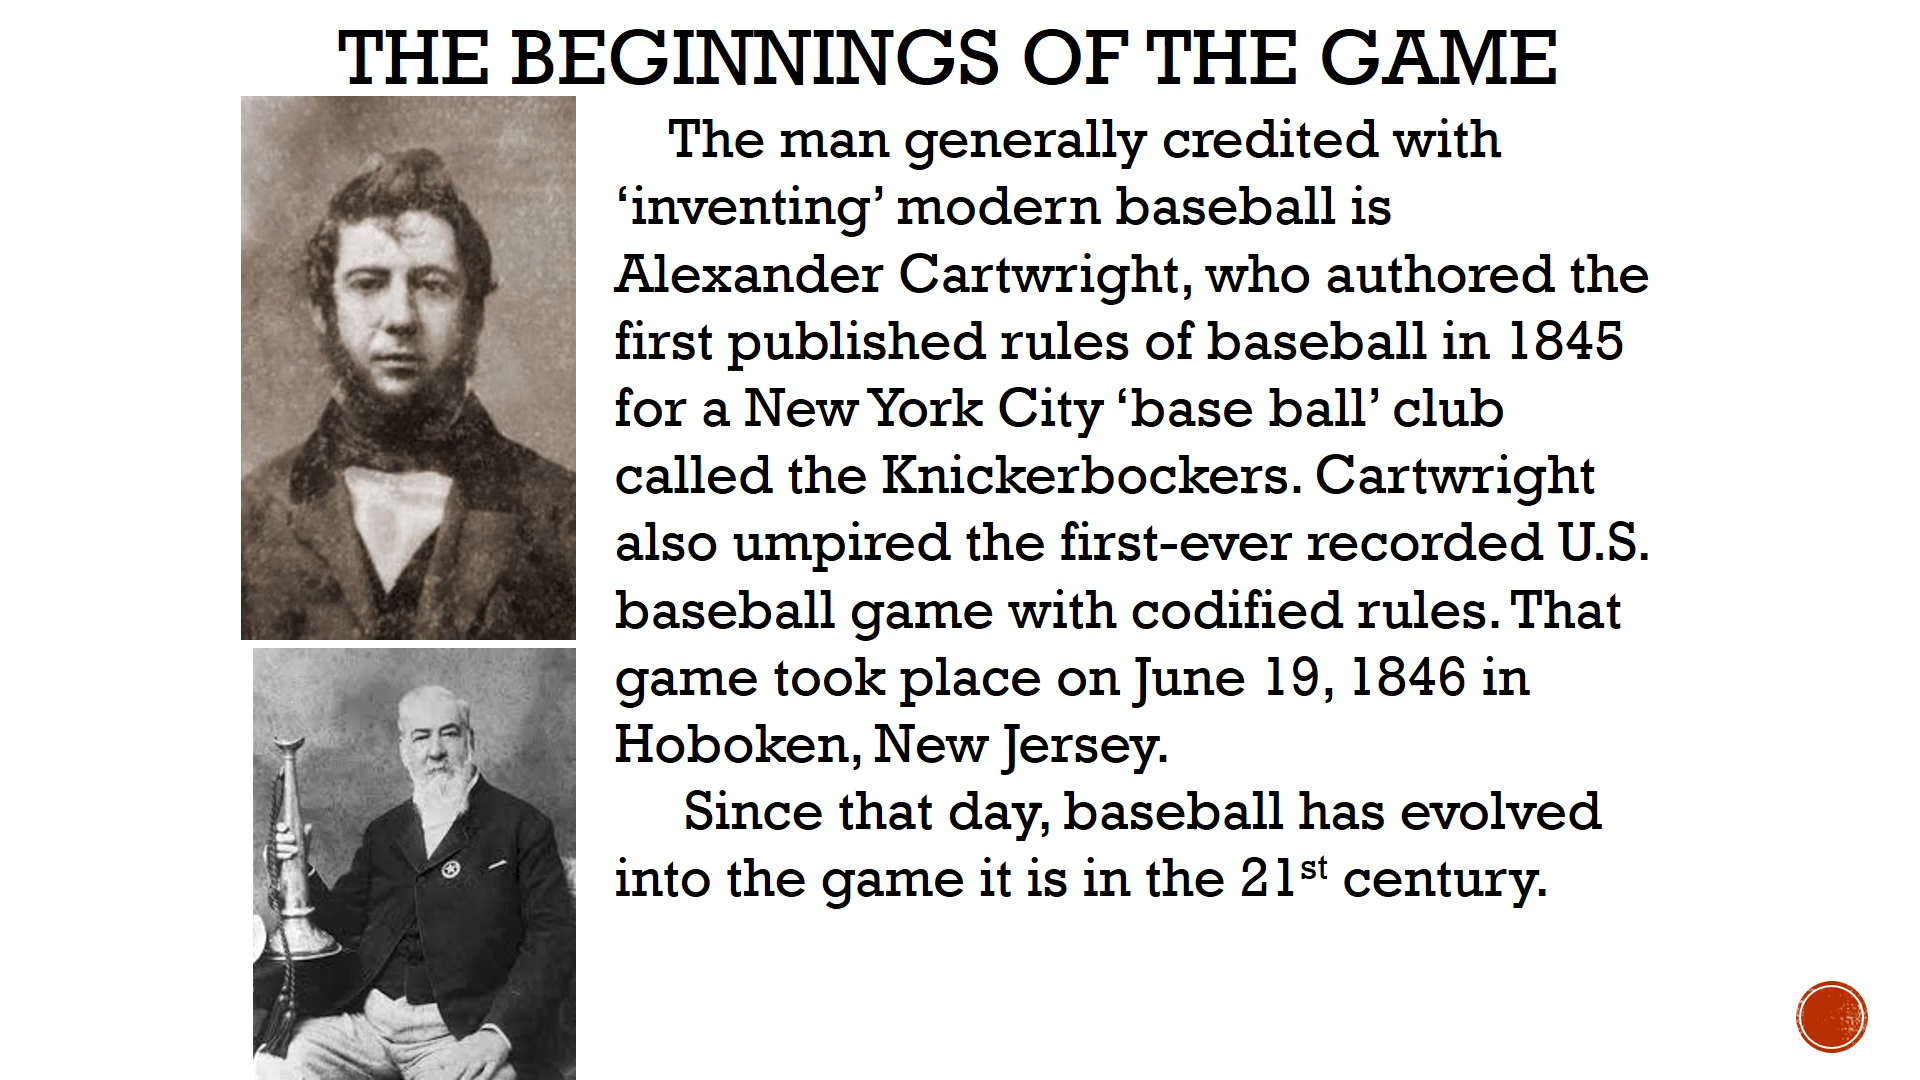 THE BEGINNINGS OF THE GAME
The man generally credited with
‘inventing’ modern baseball is
Alexander Cartwright, who authored the
first published rules of baseball in 1845
for a New York City ‘base ball’ club
called the Knickerbockers. Cartwright
also umpired the first-ever recorded U.S.
baseball game with codified rules. That
game took place on June 19, 1846 in
Hoboken, New Jersey.
Since that day, baseball has evolved
into the game it is in the 21st century.